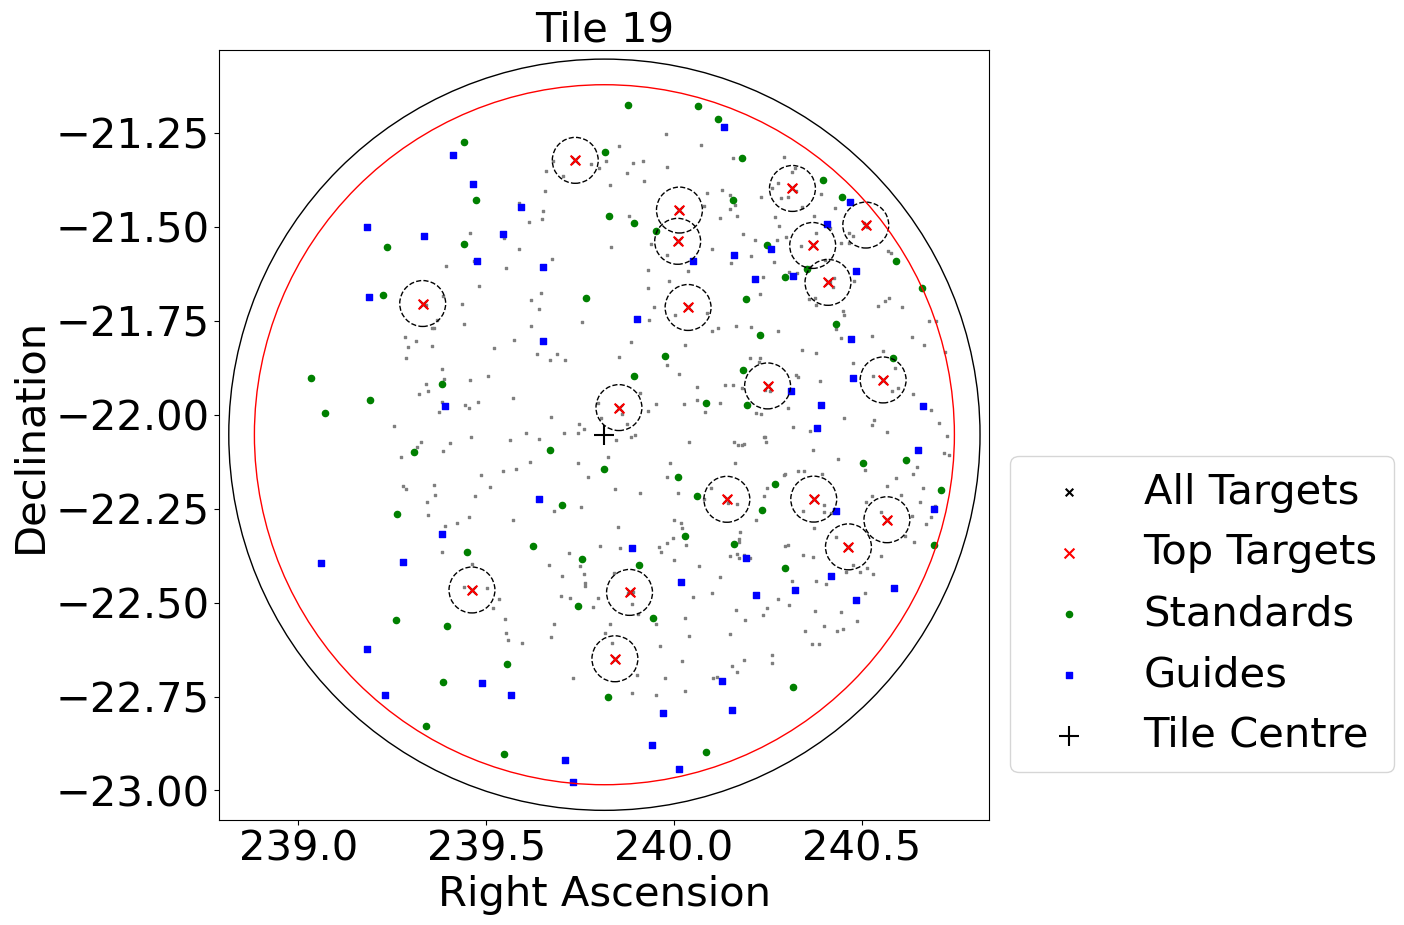 Tile 19
−21.25
−21.50
−21.75
−22.00
−22.25
−22.50
−22.75
−23.00
Declination
239.0 239.5 240.0 240.5
Right Ascension
All Targets
Top Targets
Standards
Guides
Tile Centre